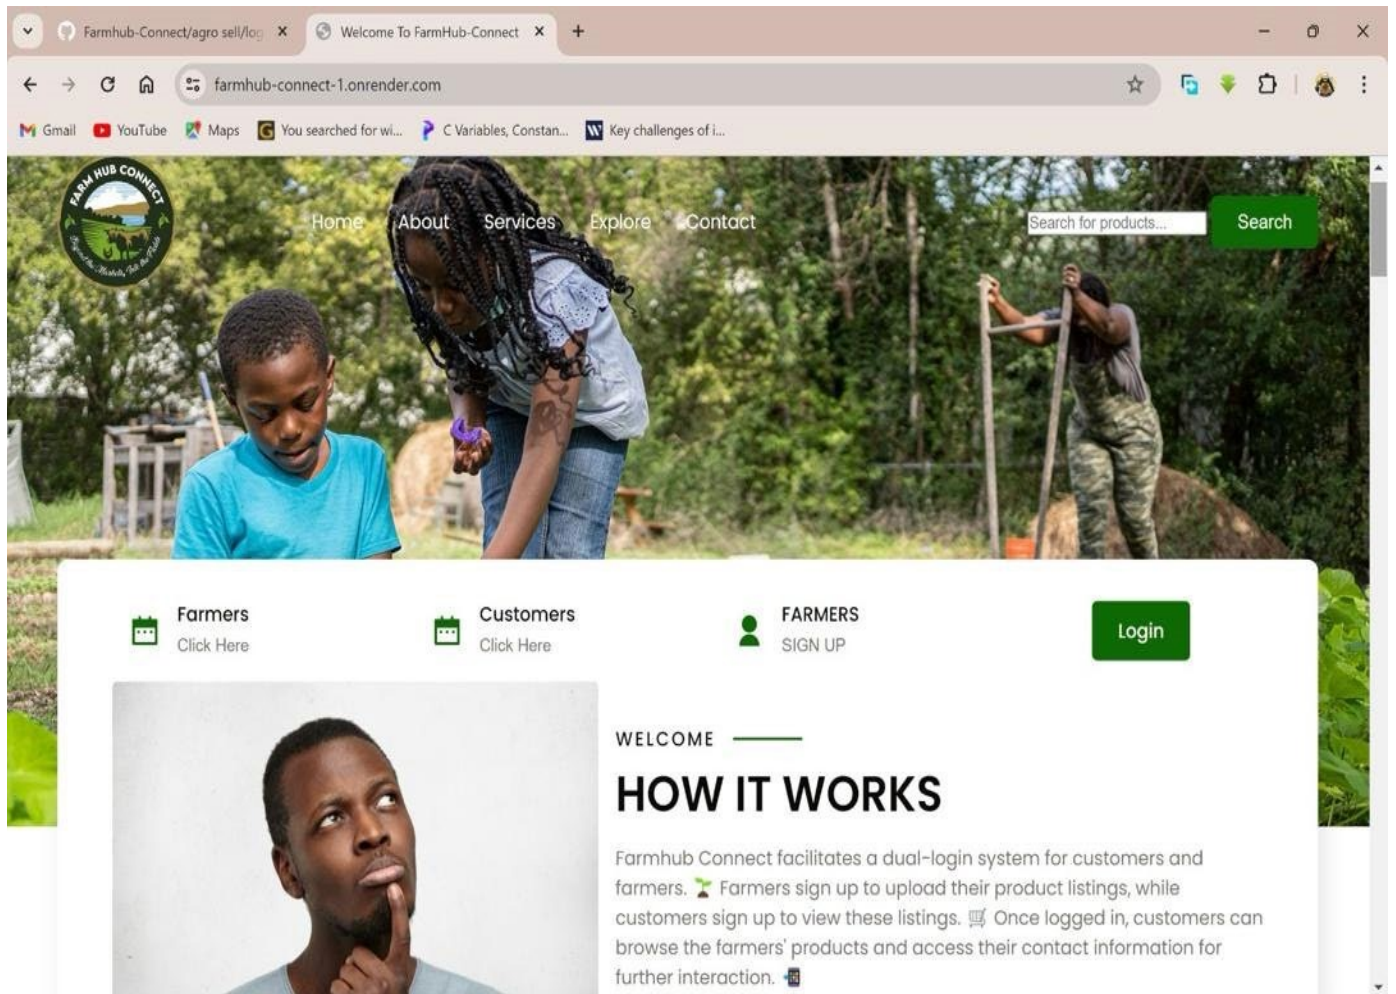 Farmhub-Connect/agro sell/log
Welcome To FarmHub-Connect
farmhub-connect-1.onrender.com
Gmail
YouTube
Maps
You searched for wi...
C Variables, Constan...
Key challenges of i...
FARM HUB CONNECT
Home
About
Services
Explore
Contact
Search for products...
Search
Farmers
Click Here
Customers
Click Here
FARMERS
SIGN UP
Login
WELCOME
HOW IT WORKS
Farmhub Connect facilitates a dual-login system for customers and
farmers. 🌱 Farmers sign up to upload their product listings, while
customers sign up to view these listings. 🛒 Once logged in, customers can
browse the farmers' products and access their contact information for
further interaction. 📲